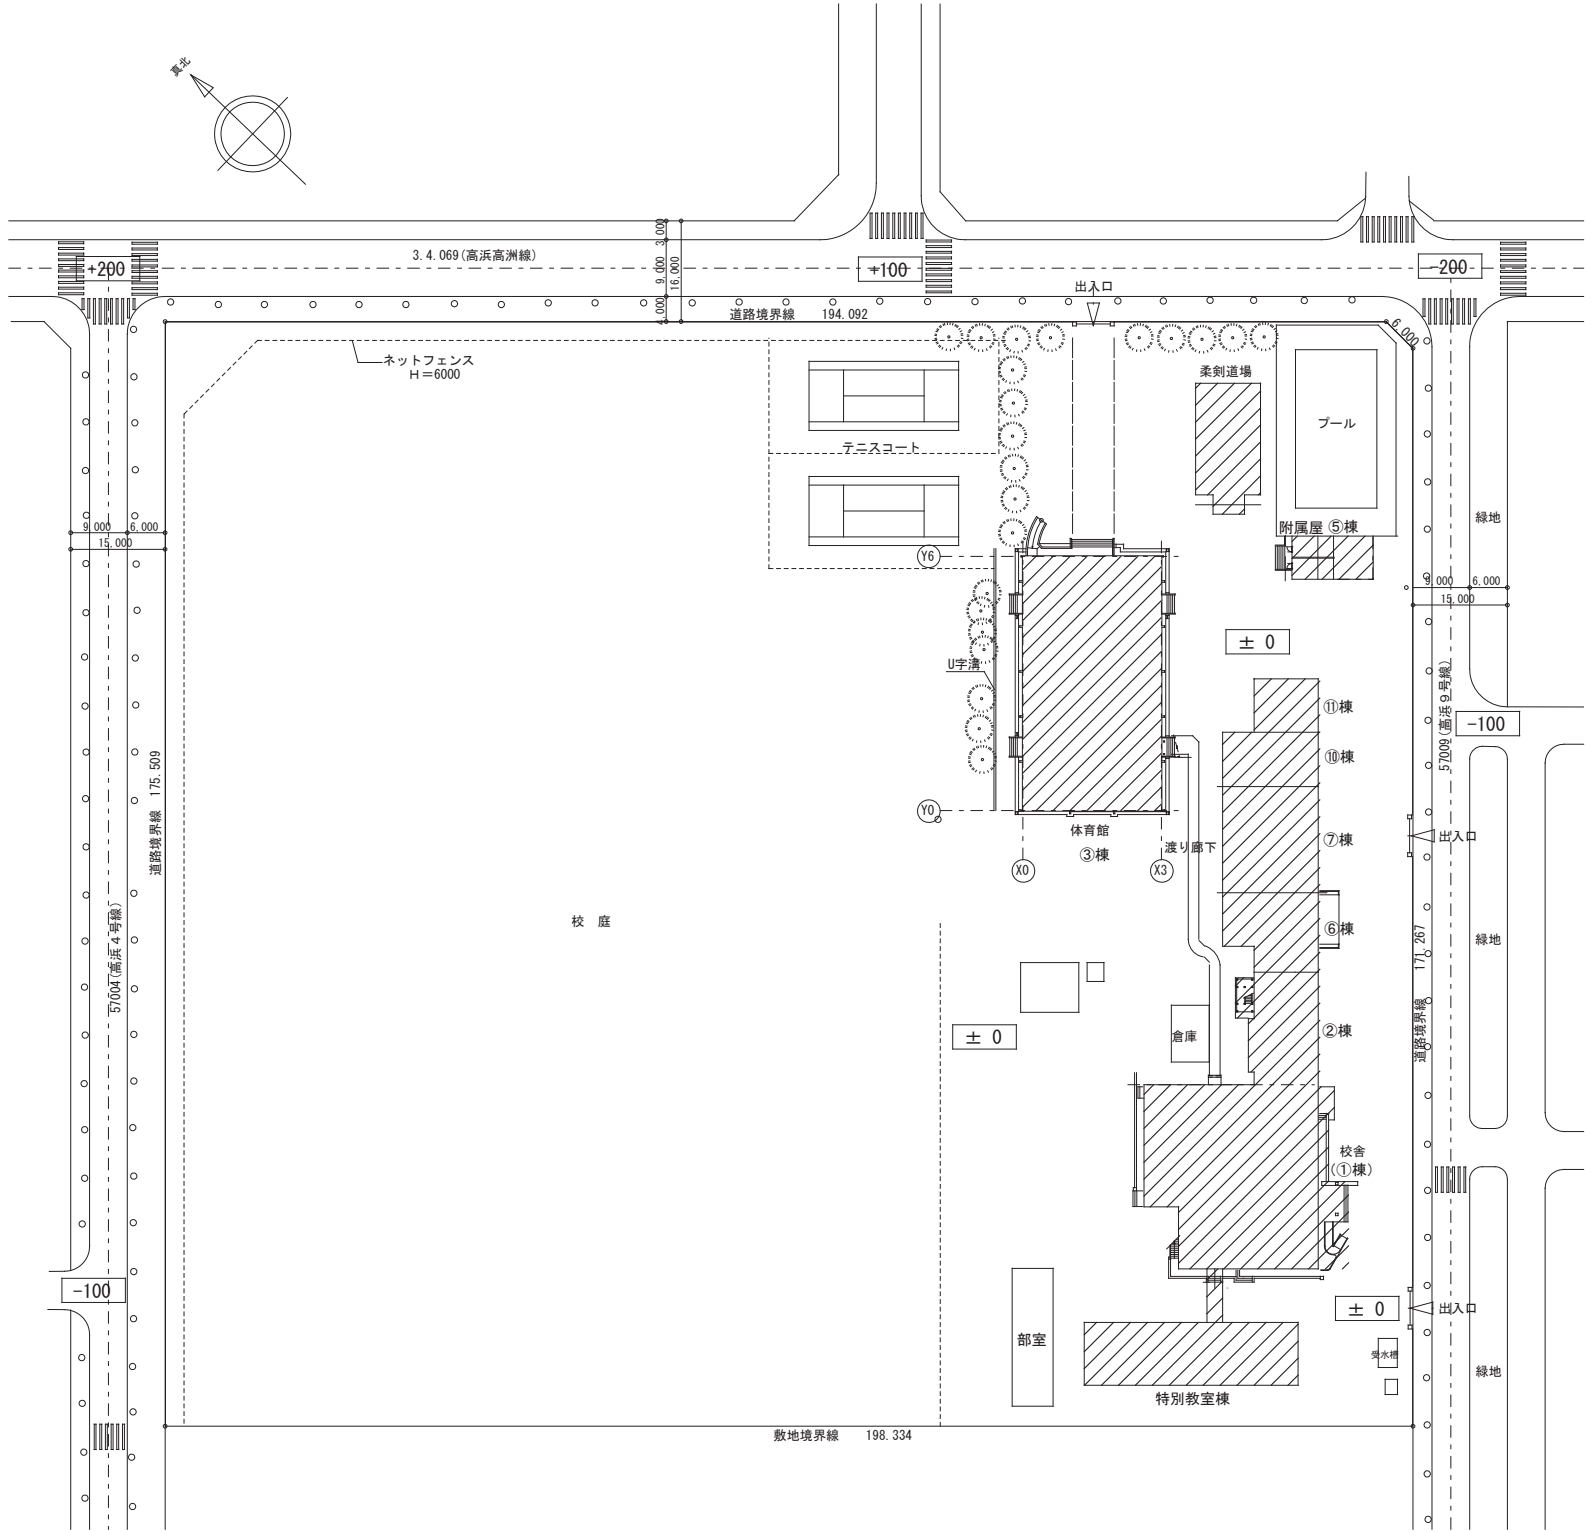 真北
3.4.069(高浜高洲線)
3,000
9,000
16,000
+200
+100
-200
出入口
道路境界線 194.092
6,000
ネットフェンス
H=6000
柔剣道場
プール
テニスコート
緑地
9,000 6,000
15,000
附属屋 ⑤棟
Y6
9,000 6,000
15,000
± 0
U字溝
⑪棟
57009(高浜9号線)
-100
⑩棟
道路境界線 175.509
Y0
体育館
③棟
渡り廊下
⑦棟
出入口
X0
X3
校 庭
⑥棟
緑地
57004(高浜4号線)
道路境界線 171.267
± 0
倉庫
②棟
校舎
(①棟)
-100
± 0
出入口
部室
受水槽
緑地
特別教室棟
敷地境界線 198.334